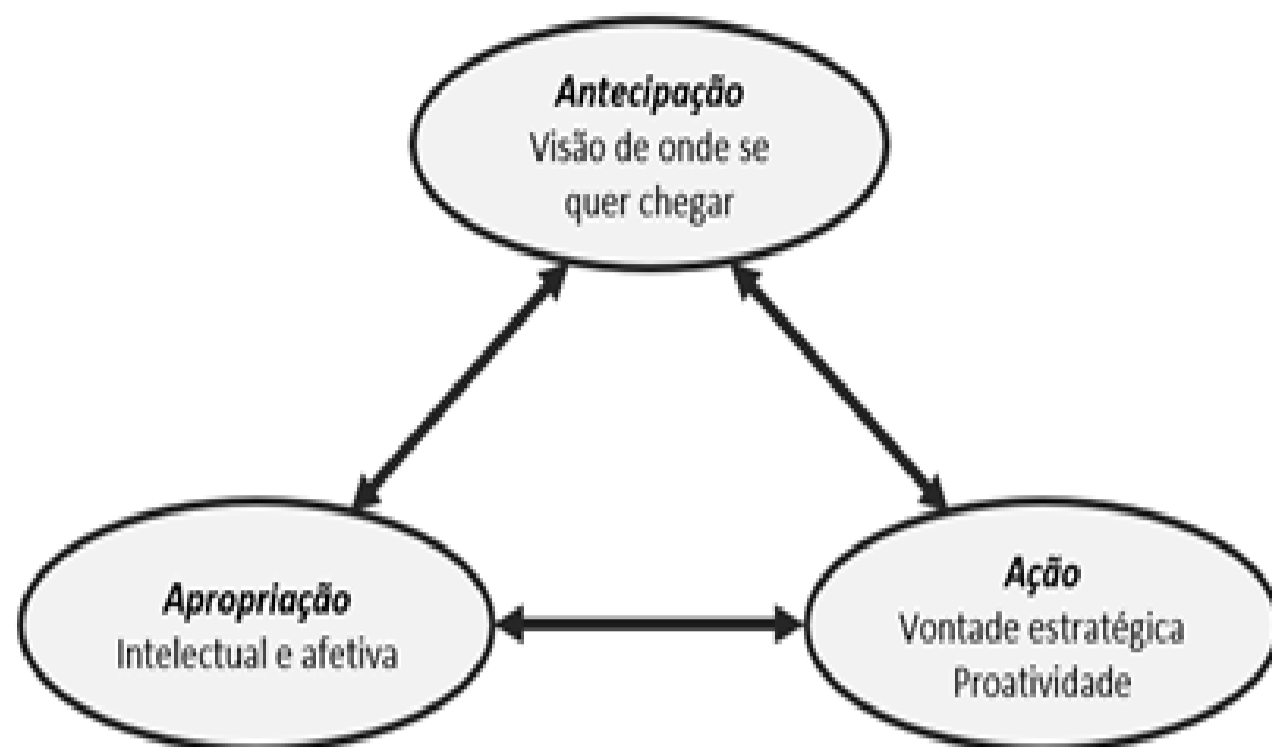 Antecipação
Visão de onde se
quer chegar
Apropriação
Intelectual e afetiva
Ação
Vontade estratégica
Proatividade